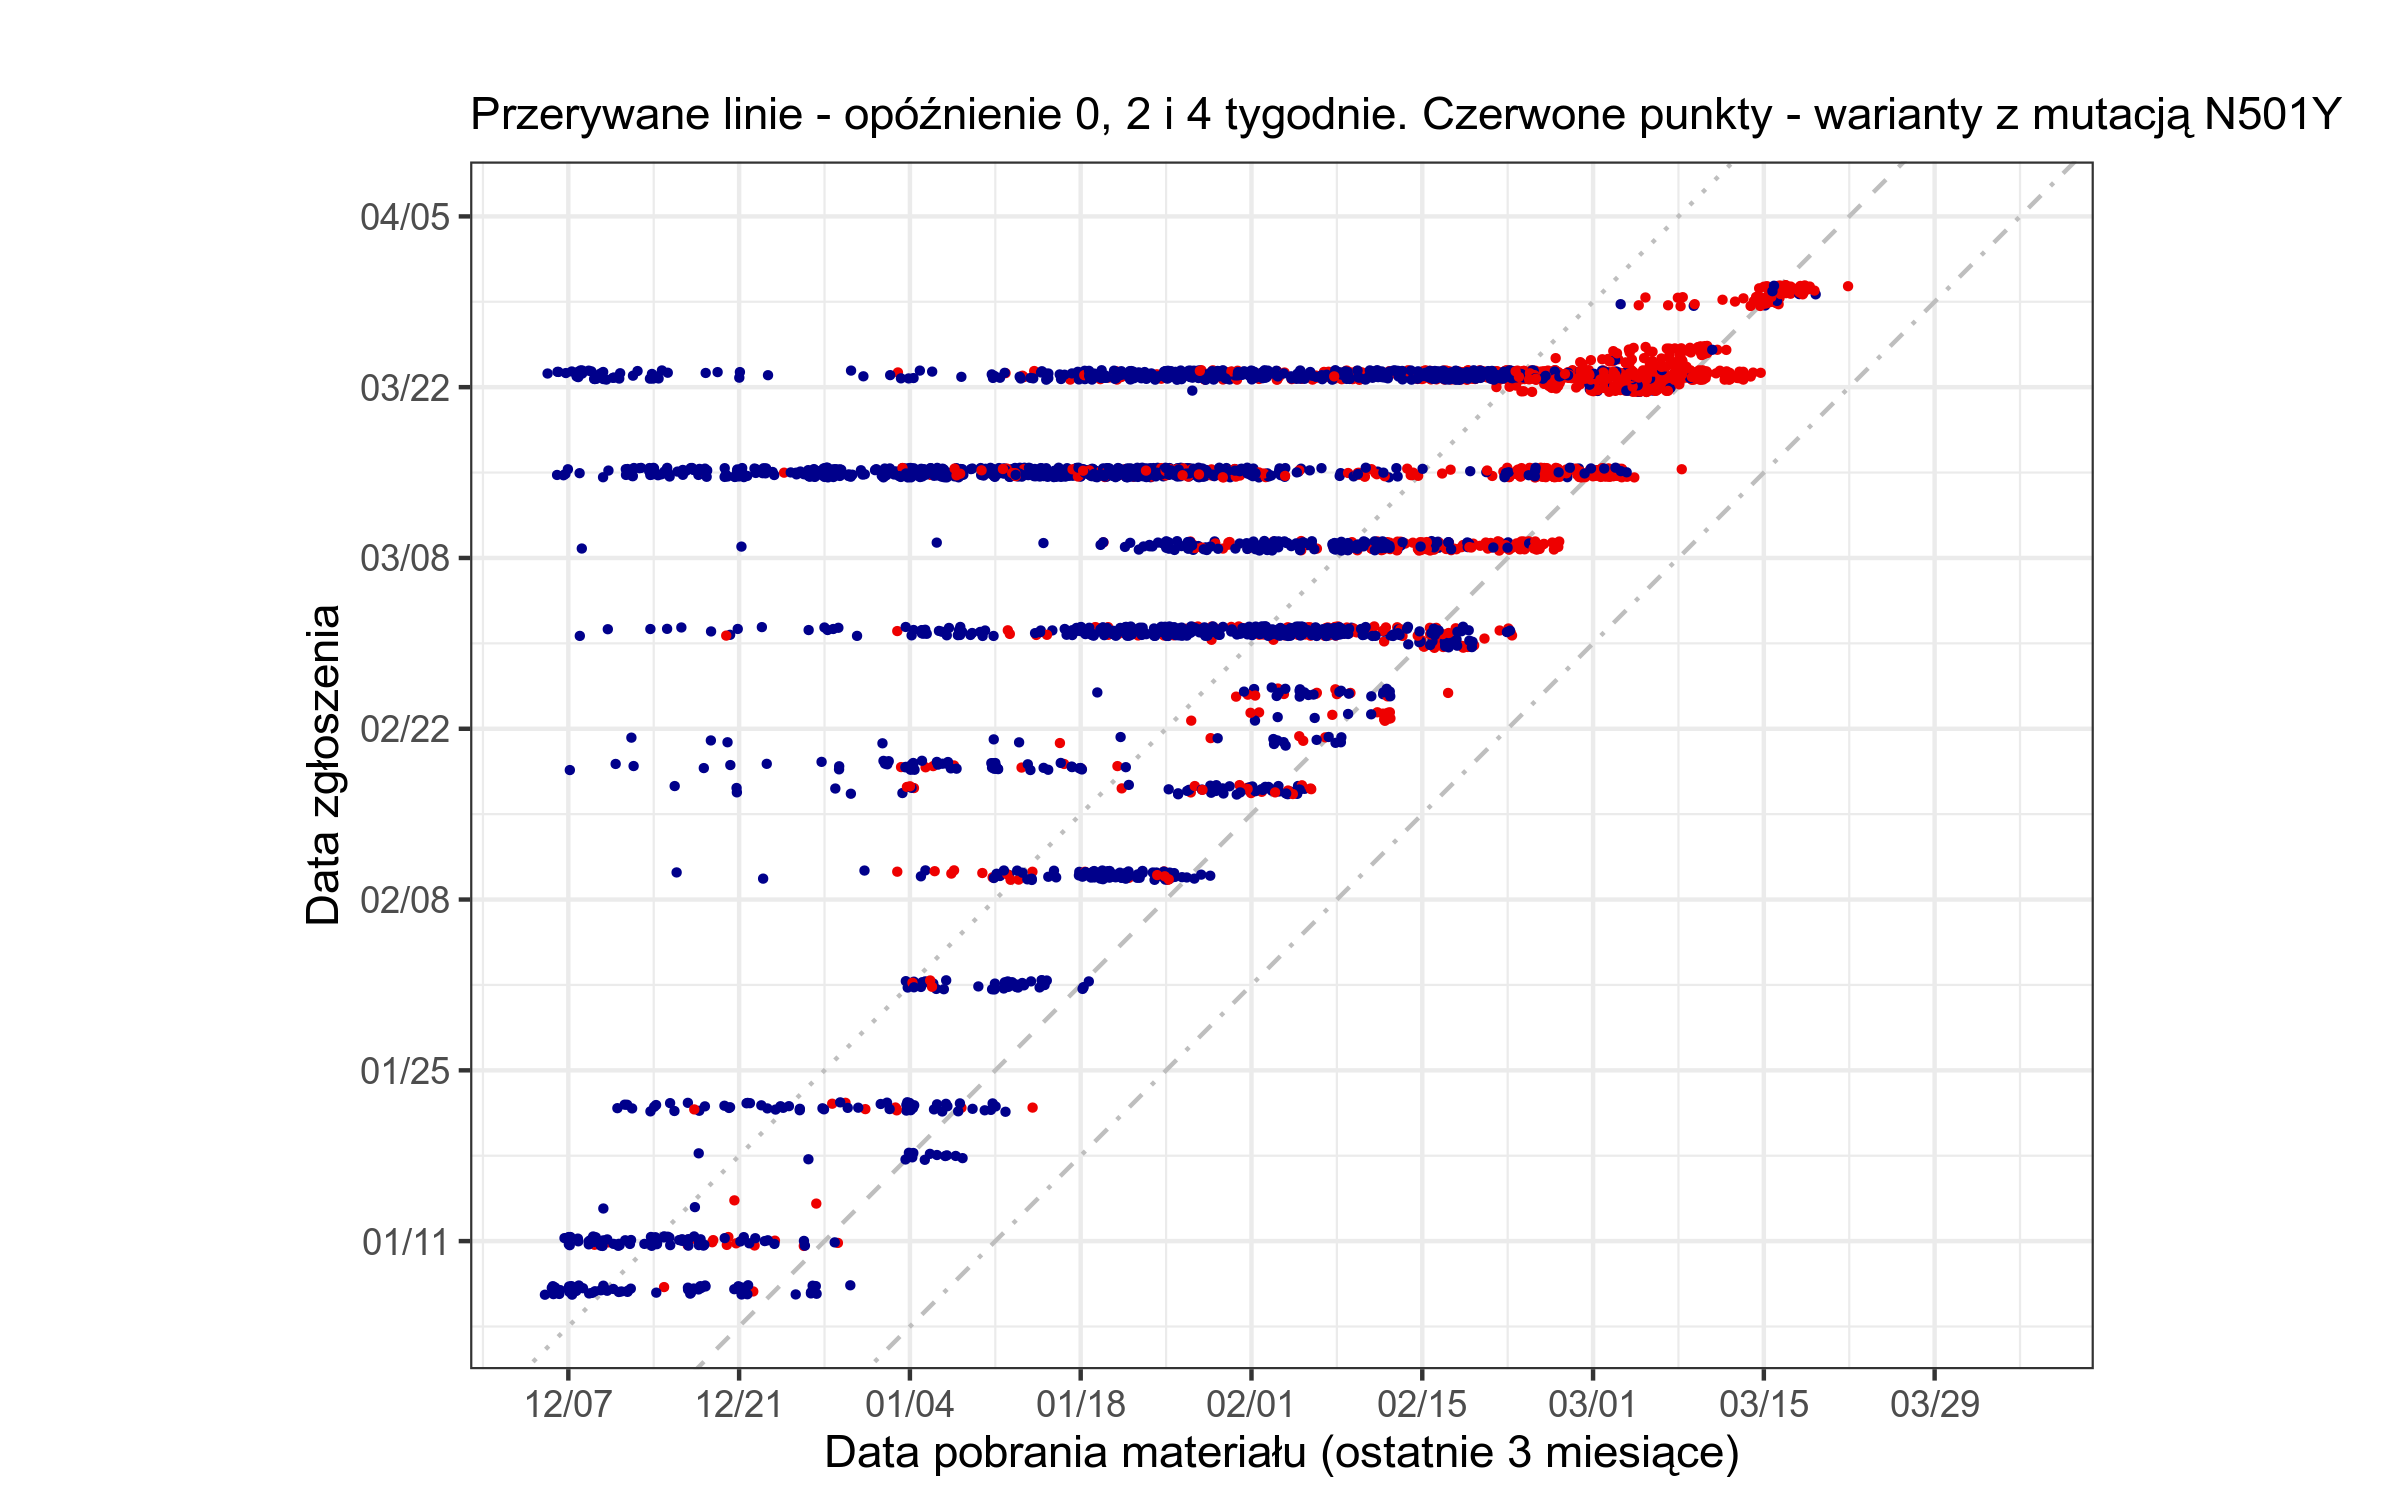 Przerywane linie - opóźnienie 0, 2 i 4 tygodnie. Czerwone punkty - warianty z mutacją N501Y
Data zgłoszenia
04/05
03/22
03/08
02/22
02/08
01/25
01/11
12/07 12/21 01/04 01/18 02/01 02/15 03/01 03/15 03/29
Data pobrania materiału (ostatnie 3 miesiące)